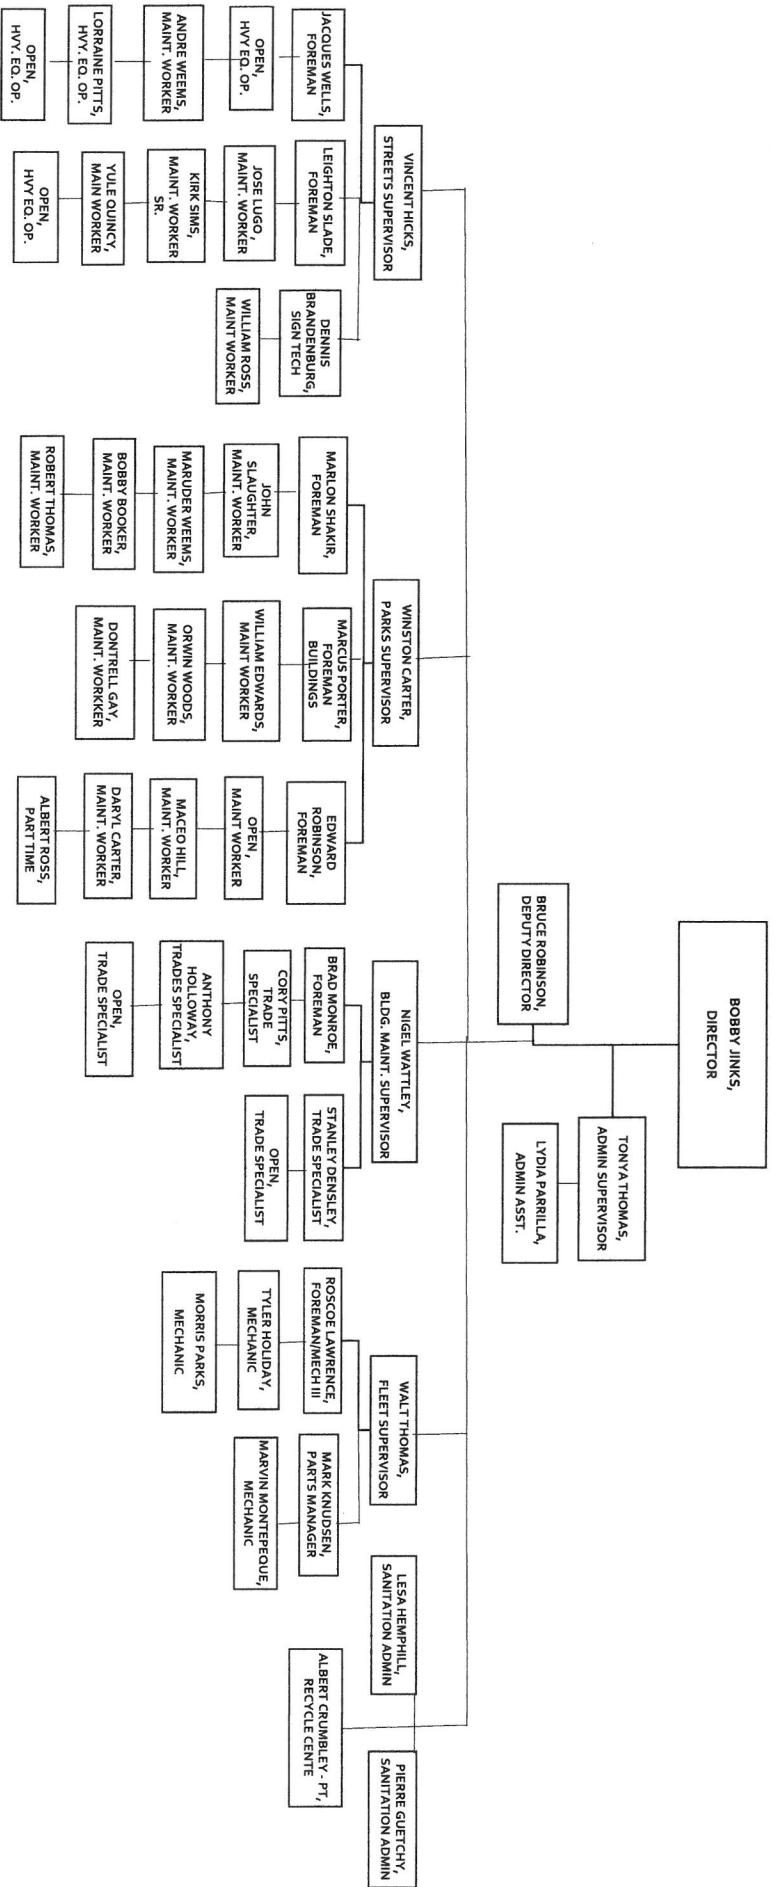 BOBBY JINKS,
DIRECTOR
BRUCE ROBINSON,
DEPUTY DIRECTOR
TONYA THOMAS,
ADMIN SUPERVISOR
LYDIA PARRILLA,
ADMIN ASST.
VINCENT HICKS,
STREETS SUPERVISOR
JACQUES WELLS,
FOREMAN
OPEN,
HVY EQ. OP.
ANDRE WEEMS,
MAINT. WORKER
LORRAINE PITTS,
HVY. EQ. OP.
OPEN,
HVY. EQ. OP.
LEIGHTON SLADE,
FOREMAN
JOSE LUGO ,
MAINT. WORKER
KIRK SIMS,
MAINT. WORKER
SR.
YULE QUINCY,
MAIN WORKER
OPEN,
HVY EQ. OP.
DENNIS
BRANDENBURG,
SIGN TECH
WILLIAM ROSS,
MAINT WORKER
WINSTON CARTER,
PARKS SUPERVISOR
MARLON SHAKIR,
FOREMAN
JOHN
SLAUGHTER,
MAINT. WORKER
MARUDER WEEMS,
MAINT. WORKER
BOBBY BOOKER,
MAINT. WORKER
ROBERT THOMAS,
MAINT. WORKER
MARCUS PORTER,
FOREMAN
BUILDINGS
WILLIAM EDWARDS,
MAINT WORKER
ORWIN WOODS,
MAINT. WORKER
DONTRELL GAY,
MAINT. WORKKER
EDWARD
ROBINSON,
FOREMAN
OPEN,
MAINT WORKER
MACEO HILL,
MAINT. WORKER
DARYL CARTER,
MAINT. WORKER
ALBERT ROSS,
PART TIME
NIGEL WATTLEY,
BLDG. MAINT. SUPERVISOR
BRAD MONROE,
FOREMAN
CORY PITTS,
TRADE
SPECIALIST
ANTHONY
HOLLOWAY,
TRADES SPECIALIST
OPEN,
TRADE SPECIALIST
STANLEY DENSLEY,
TRADE SPECIALIST
OPEN,
TRADE SPECIALIST
WALT THOMAS,
FLEET SUPERVISOR
ROSCOE LAWRENCE,
FOREMAN/MECH III
TYLER HOLIDAY,
MECHANIC
MORRIS PARKS,
MECHANIC
MARK KNUDSEN,
PARTS MANAGER
MARVIN MONTEPEQUE,
MECHANIC
LESA HEMPHILL,
SANITATION ADMIN
PIERRE GUETCHY,
SANITATION ADMIN
ALBERT CRUMBLEY - PT,
RECYCLE CENTE